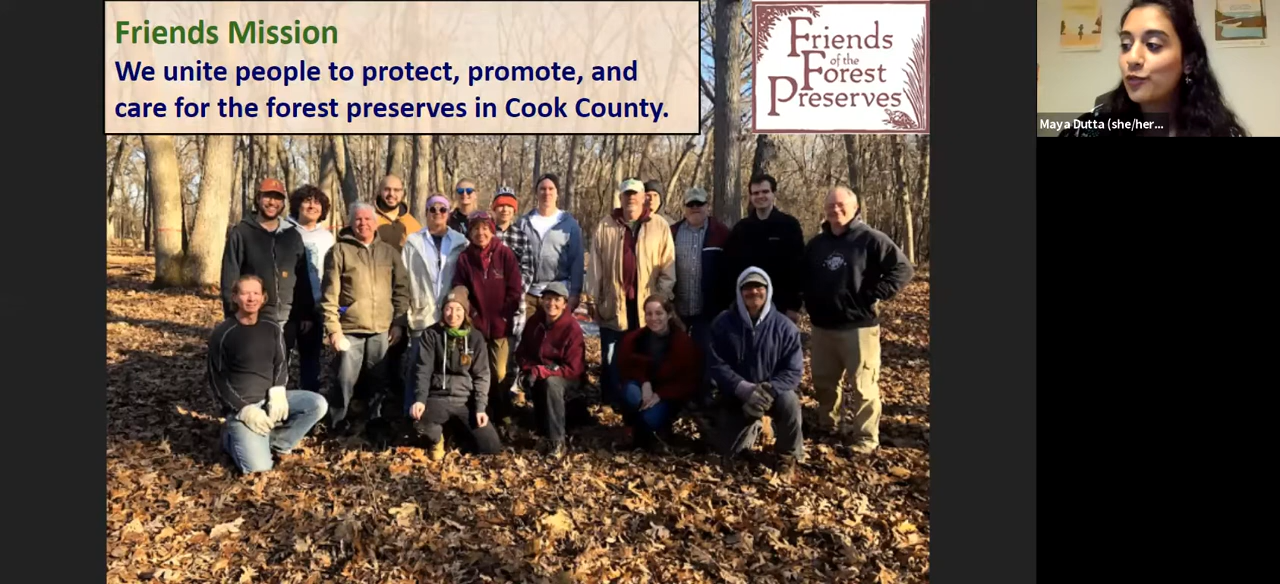 Friends Mission
We unite people to protect, promote, and
care for the forest preserves in Cook County.
Friends
of the
Forest
Preserves
Maya Dutta (she/her...